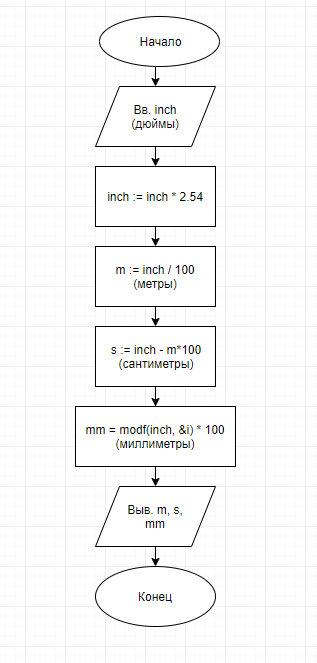 Начало
Вв. inch
(дюймы)
inch := inch * 2.54
m := inch / 100
(метры)
s := inch - m*100
(сантиметры)
mm = modf(inch, &i) * 100
(миллиметры)
Выв. m, s,
mm
Конец